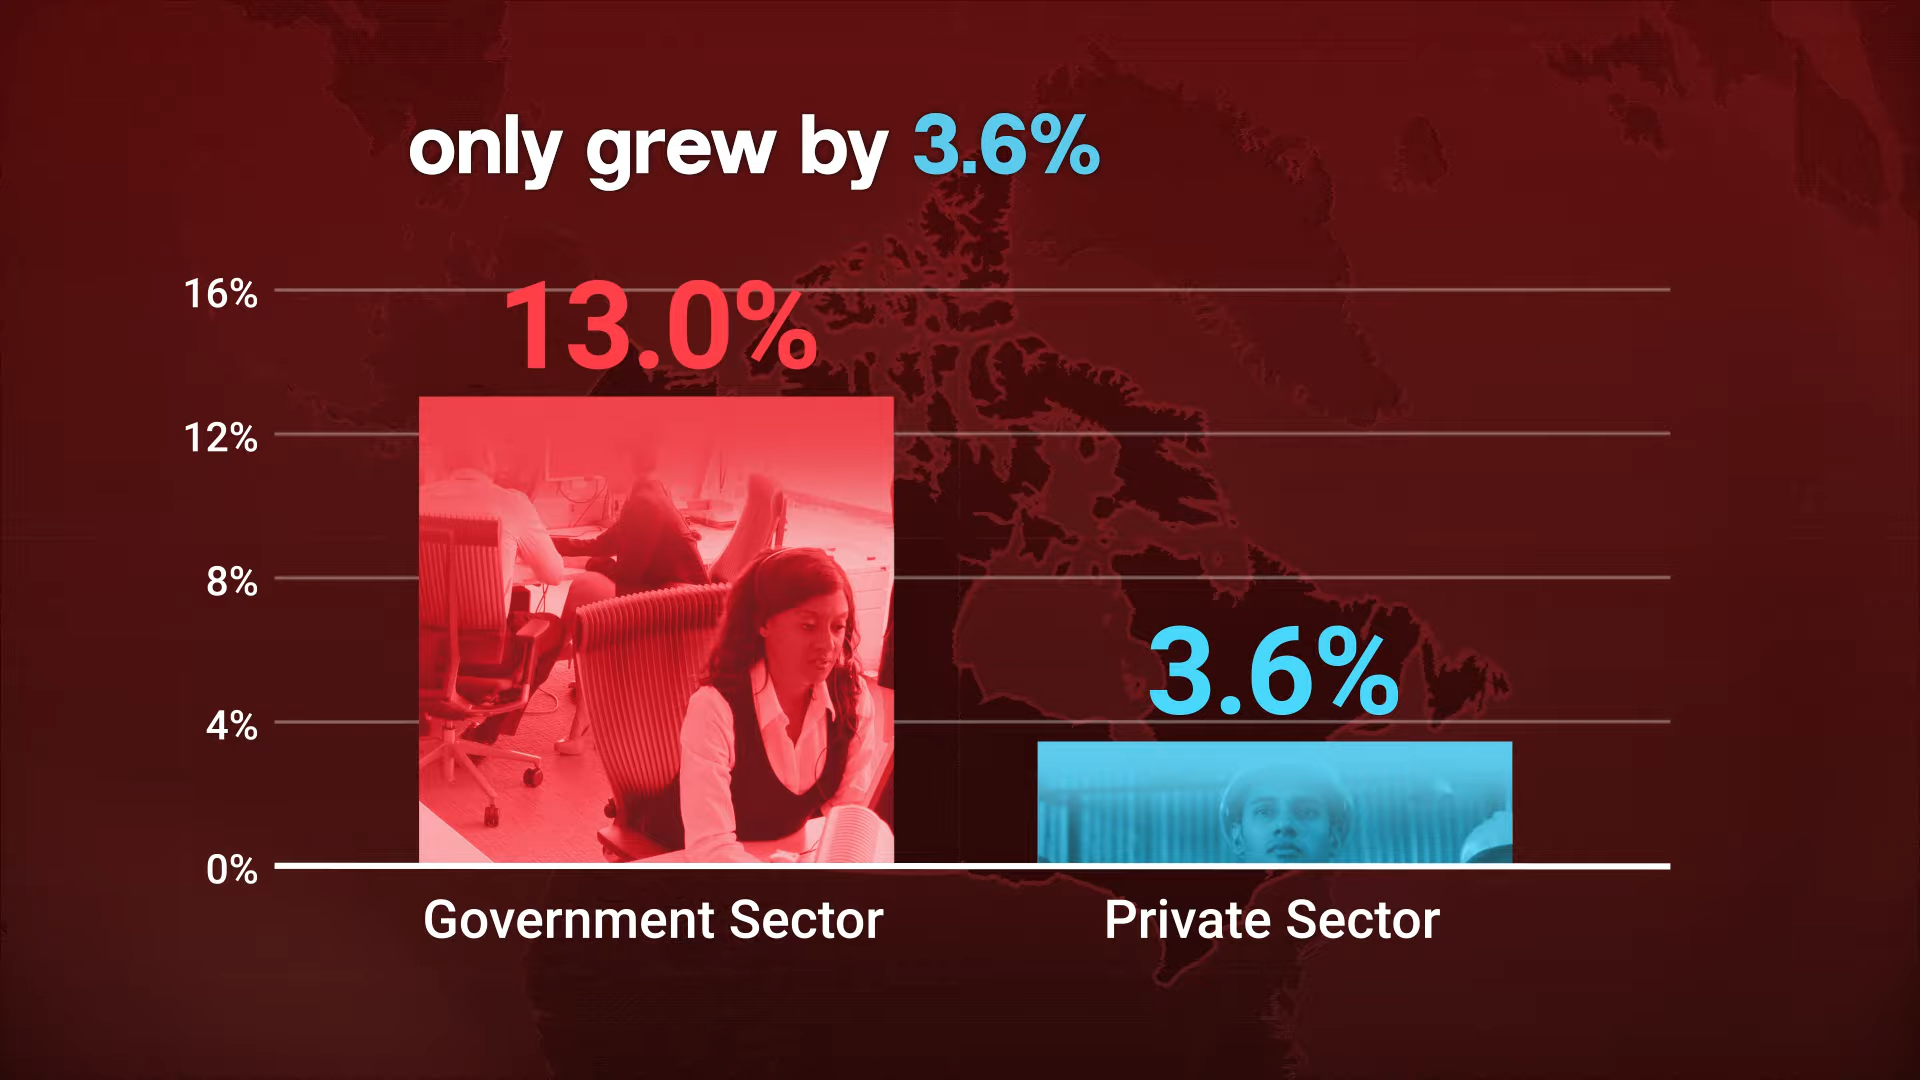 only grew by 3.6%
16%
13.0%
12%
8%
3.6%
4%
0%
Government Sector
Private Sector